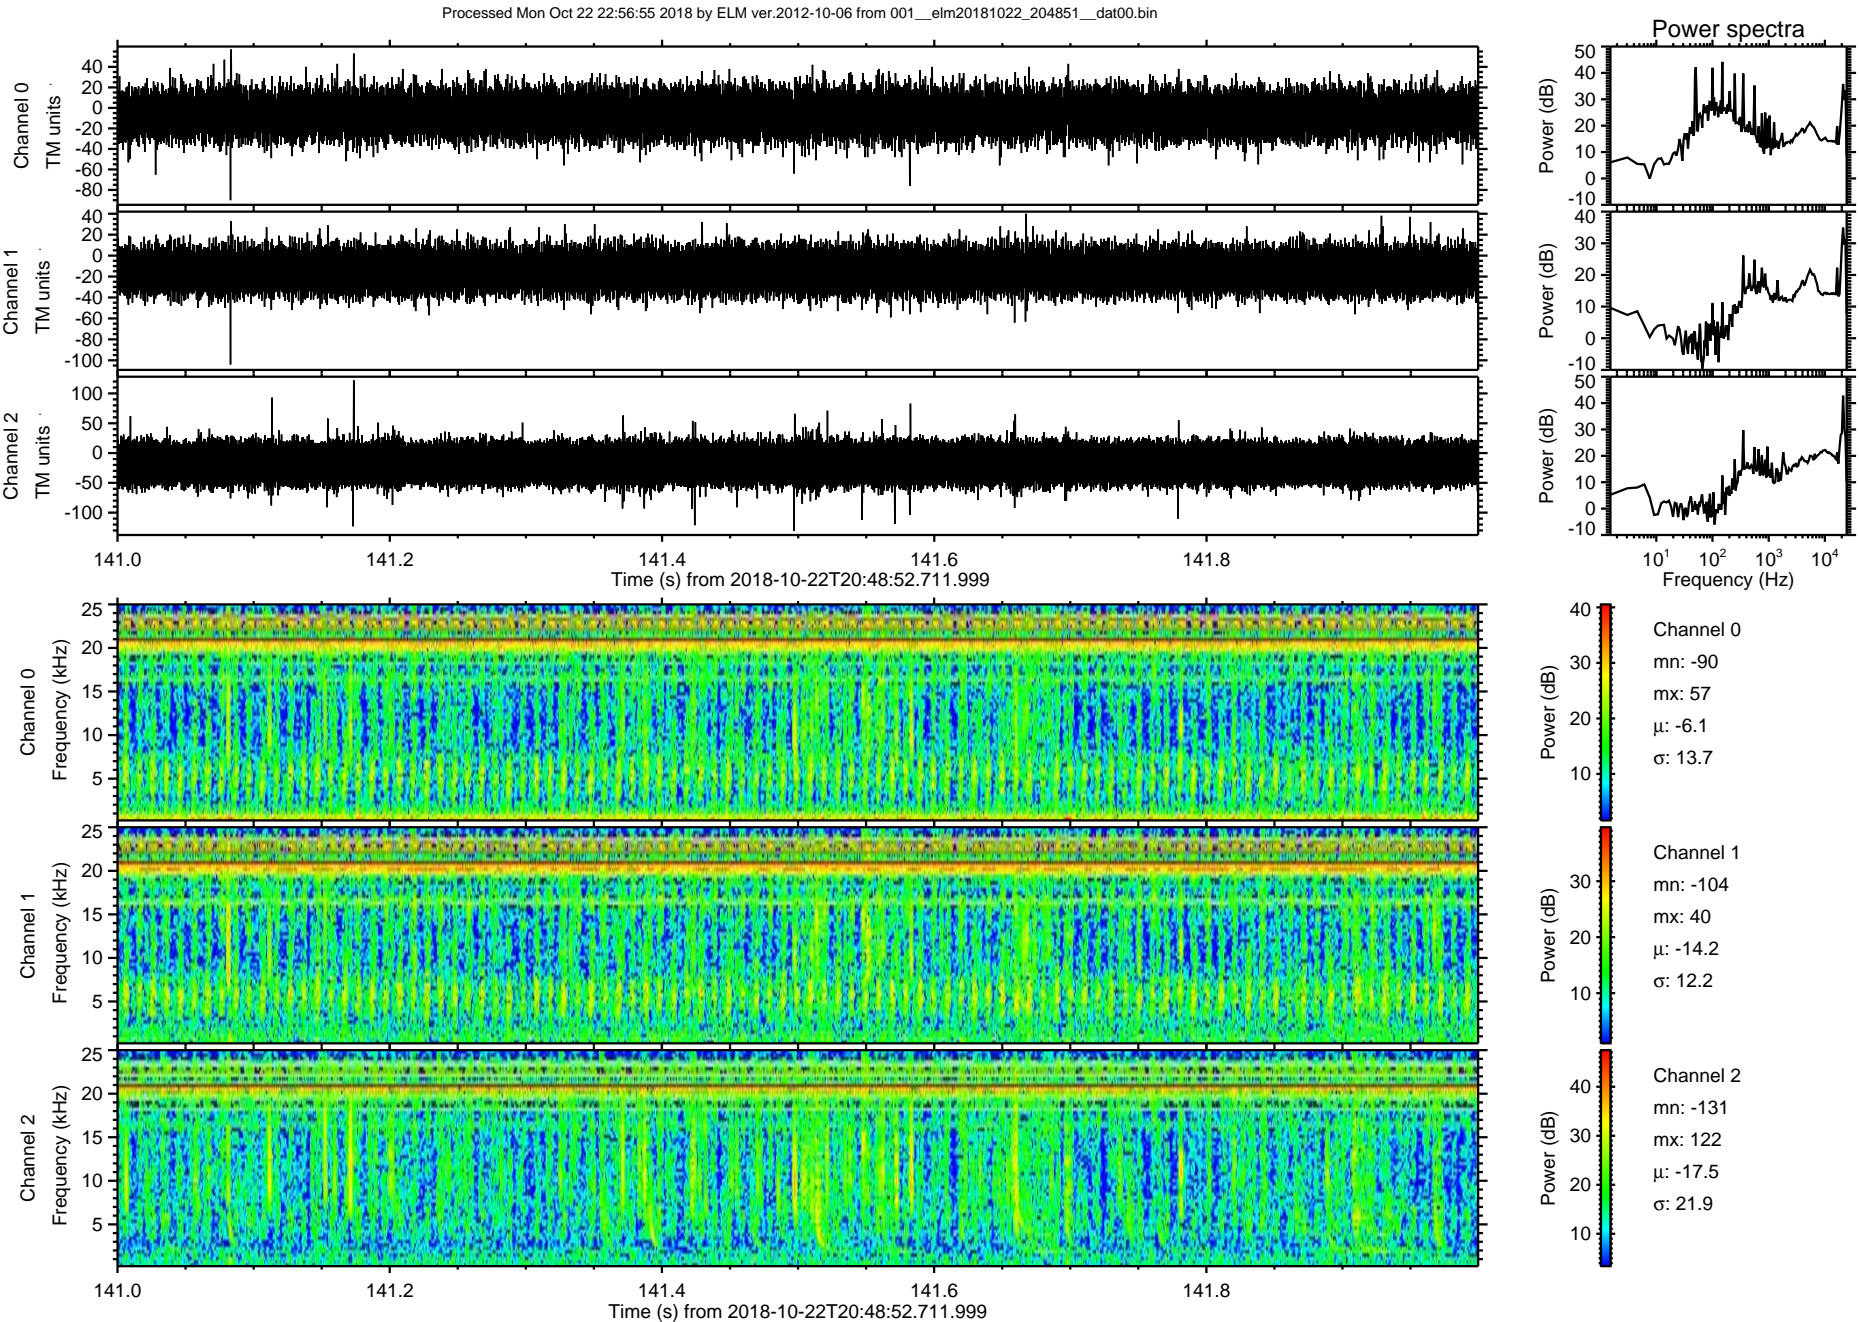 Processed Mon Oct 22 22:56:55 2018 by ELM ver.2012-10-06 from 001__elm20181022_204851__dat00.bin
Power spectra
Channel 0
TM units
40
20
0
-20
-40
-60
-80
Power (dB)
50
40
30
20
10
0
-10
Channel 1
TM units
40
20
0
-20
-40
-60
-80
-100
Power (dB)
40
30
20
10
0
-10
Channel 2
TM units
100
50
0
-50
-100
Power (dB)
50
40
30
20
10
0
-10
141.0 141.2 141.4 141.6 141.8
Time (s) from 2018-10-22T20:48:52.711.999
10¹ 10² 10³ 10⁴
Frequency (Hz)
Channel 0
Frequency (kHz)
25
20
15
10
5
Power (dB)
40
30
20
10
Channel 0
mn: -90
mx: 57
μ: -6.1
σ: 13.7
Channel 1
Frequency (kHz)
25
20
15
10
5
Power (dB)
30
20
10
Channel 1
mn: -104
mx: 40
μ: -14.2
σ: 12.2
Channel 2
Frequency (kHz)
25
20
15
10
5
Power (dB)
40
30
20
10
Channel 2
mn: -131
mx: 122
μ: -17.5
σ: 21.9
141.0 141.2 141.4 141.6 141.8
Time (s) from 2018-10-22T20:48:52.711.999